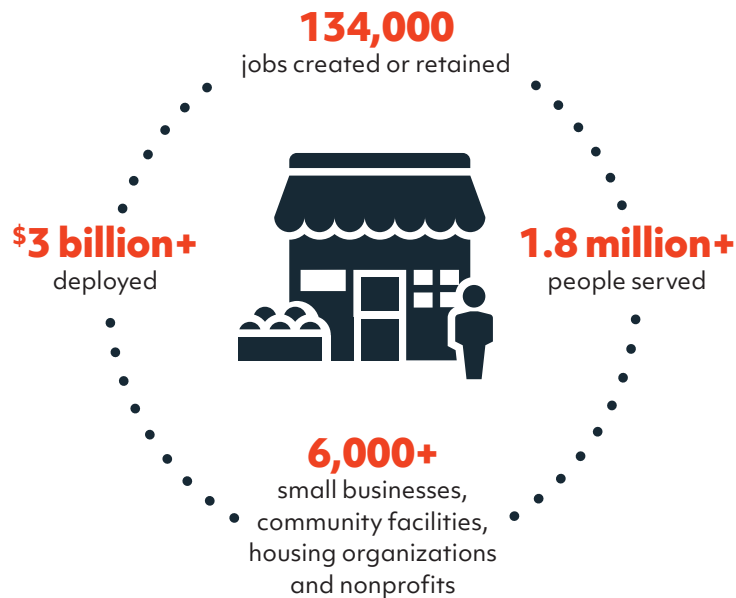 134,000
jobs created or retained
$3 billion+
deployed
1.8 million+
people served
6,000+
small businesses,
community facilities,
housing organizations
and nonprofits